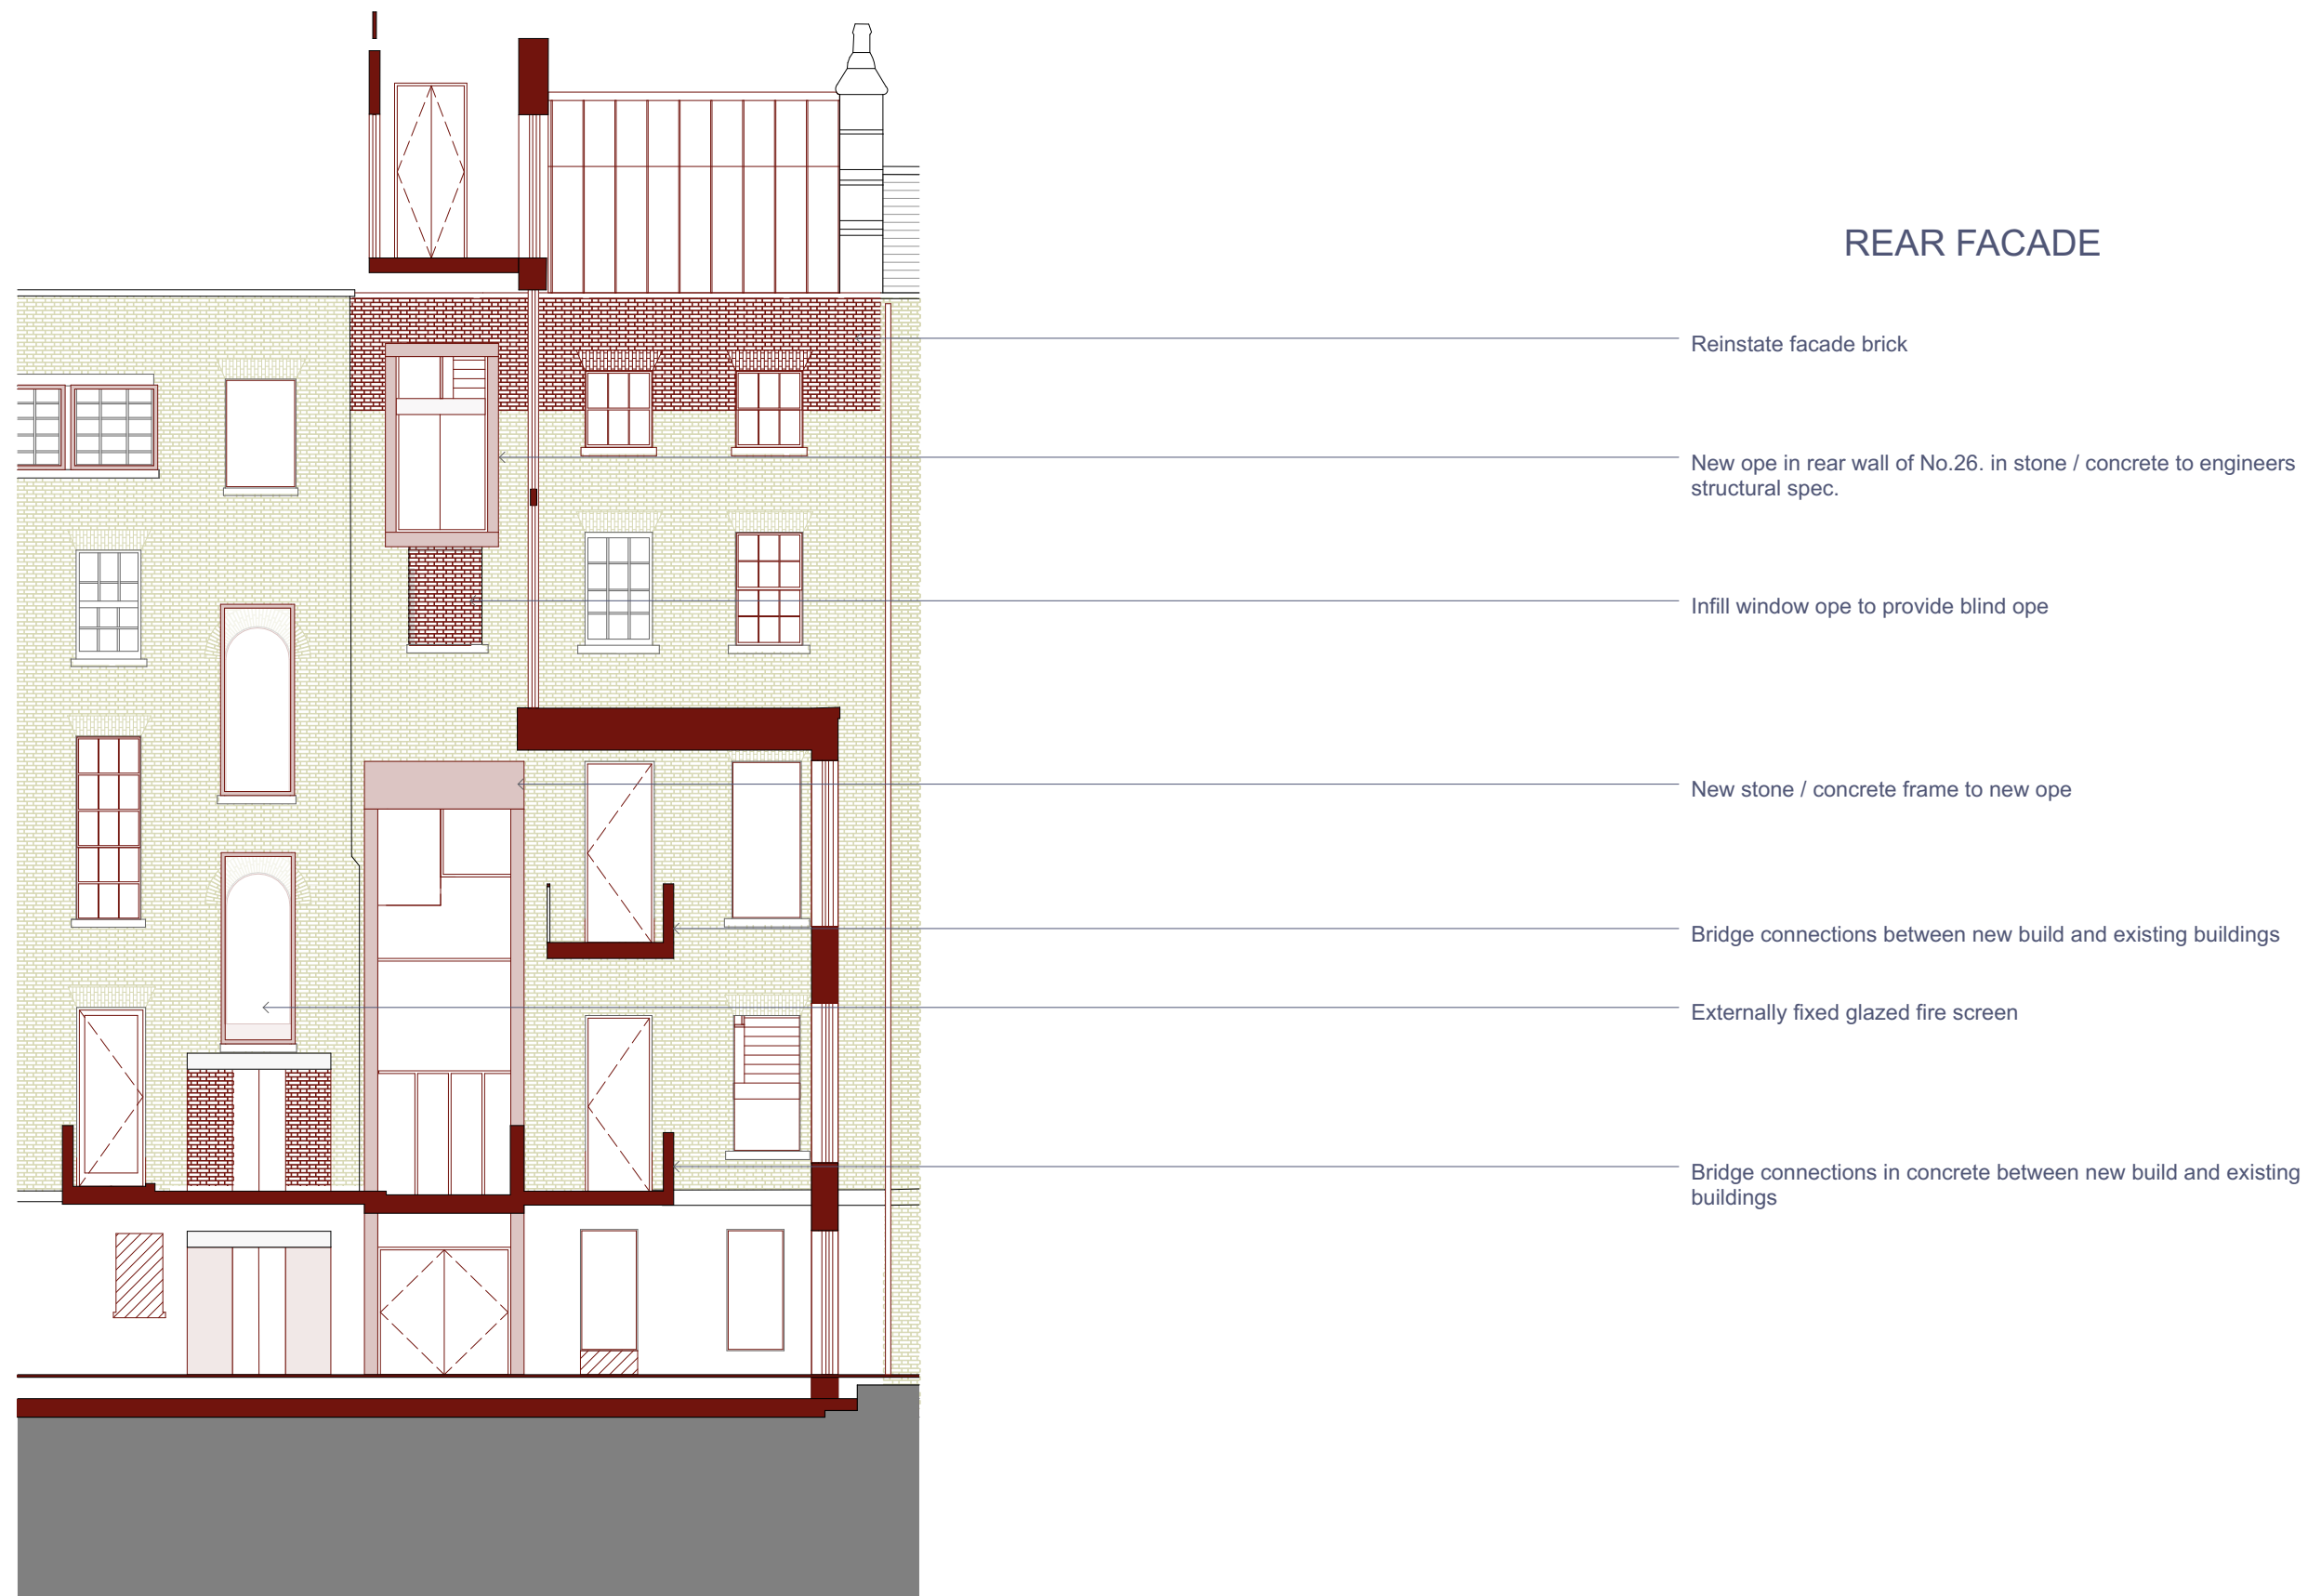 REAR FACADE
Reinstate facade brick
New ope in rear wall of No.26. in stone / concrete to engineers
structural spec.
Infill window ope to provide blind ope
New stone / concrete frame to new ope
Bridge connections between new build and existing buildings
Externally fixed glazed fire screen
Bridge connections in concrete between new build and existing
buildings